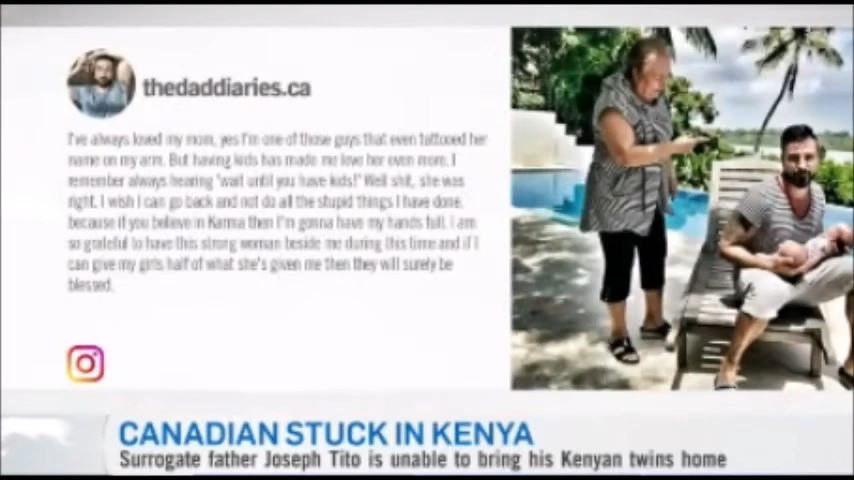 thedaddiaries.ca
I've always loved my mom, yes I'm one of those guys that even tattooed her
name on my arm. But having kids has made me love her even more. I
remember always hearing 'wait until you have kids!' Well shit, she was
right. I wish I can go back and not do all the stupid things I have done,
because if you believe in Karma then I'm gonna have my hands full. I am
so grateful to have this strong woman beside me during this time and if I
can give my girls half of what she's given me then they will surely be
blessed.
CANADIAN STUCK IN KENYA
Surrogate father Joseph Tito is unable to bring his Kenyan twins home